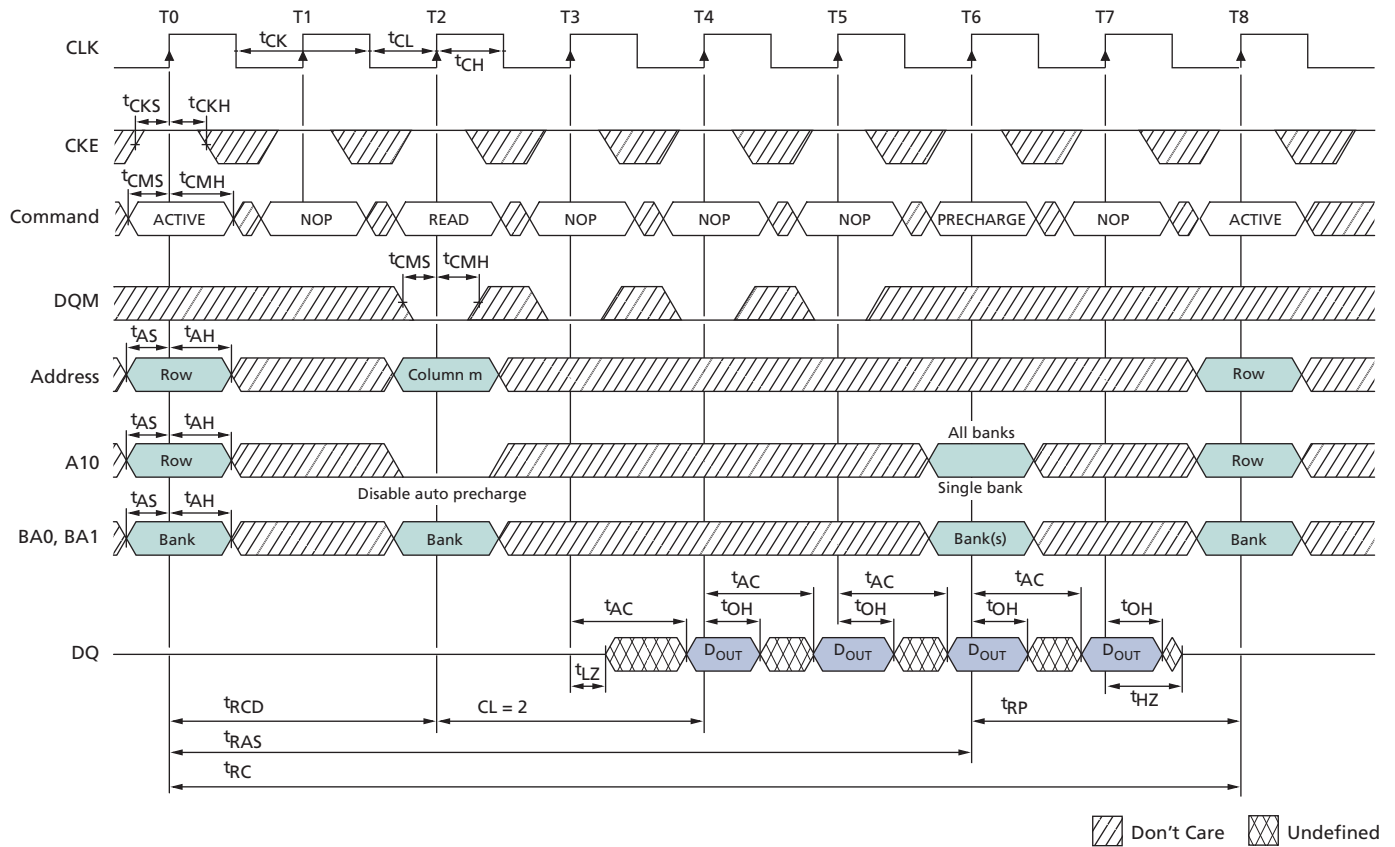 T0 T1 T2 T3 T4 T5 T6 T7 T8
CLK
tCK tCL
tCH
tCKS tCKH
CKE
tCMS tCMH
Command ACTIVE NOP READ NOP NOP NOP PRECHARGE NOP ACTIVE
tCMS tCMH
DQM
tAS tAH
Address Row Column m Row
tAS tAH All banks
A10 Row Row
Disable auto precharge Single bank
tAS tAH
BA0, BA1 Bank Bank Bank(s) Bank
tAC tAC tAC
tAC tOH tOH tOH tOH
DQ DOUT DOUT DOUT DOUT
tLZ
tHZ
tRCD CL = 2 tRP
tRAS
tRC
Don't Care Undefined